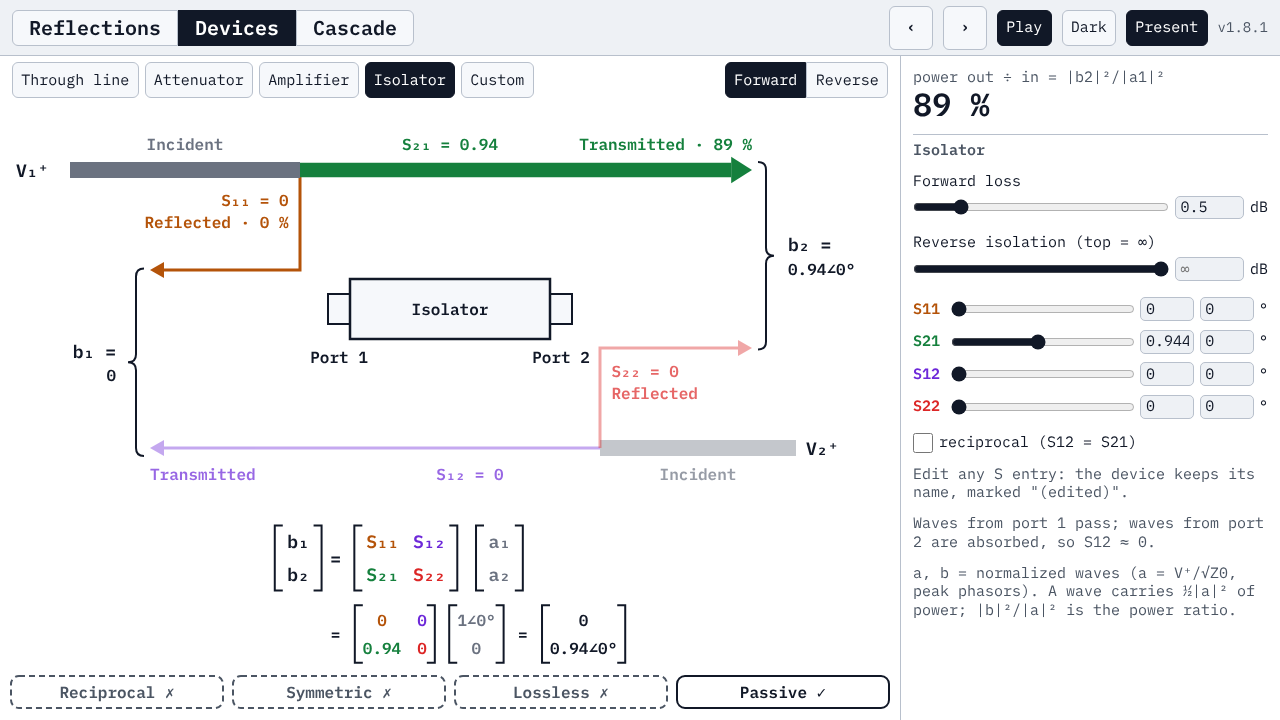 Reflections Devices Cascade ‹ › Play Dark Present v1.8.1
Through line Attenuator Amplifier Isolator Custom Forward Reverse
power out ÷ in = |b2|²/|a1|²
89 %
Isolator
Forward loss
0.5 dB
Reverse isolation (top = ∞)
∞ dB
S11 0 0 °
S21 0.944 0 °
S12 0 0 °
S22 0 0 °
reciprocal (S12 = S21)
Edit any S entry: the device keeps its
name, marked "(edited)".
Waves from port 1 pass; waves from port
2 are absorbed, so S12 ≈ 0.
a, b = normalized waves (a = V⁺/√Z0,
peak phasors). A wave carries ½|a|² of
power; |b|²/|a|² is the power ratio.
Incident S₂₁ = 0.94 Transmitted · 89 %
V₁⁺
S₁₁ = 0
Reflected · 0 %
b₂ =
0.94∠0°
Isolator
Port 1 Port 2
b₁ =
0
S₂₂ = 0
Reflected
V₂⁺
Transmitted S₁₂ = 0 Incident
b₁ S₁₁ S₁₂ a₁
=
b₂ S₂₁ S₂₂ a₂
0 0 1∠0° 0
= =
0.94 0 0 0.94∠0°
Reciprocal ✗ Symmetric ✗ Lossless ✗ Passive ✓